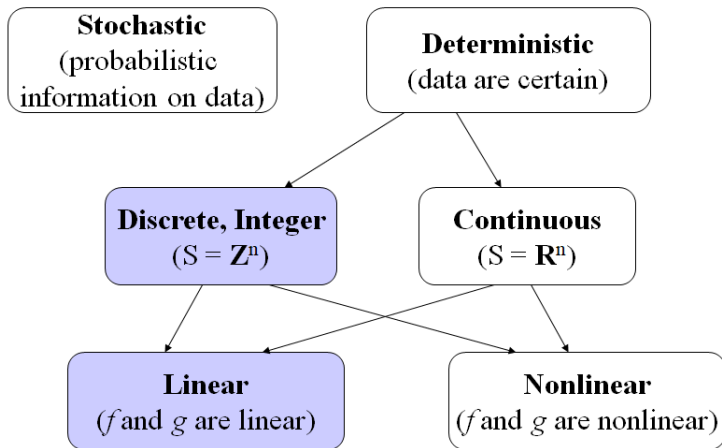 Stochastic
(probabilistic
information on data)
Deterministic
(data are certain)
Discrete, Integer
(S = Zⁿ)
Continuous
(S = Rⁿ)
Linear
(f and g are linear)
Nonlinear
(f and g are nonlinear)